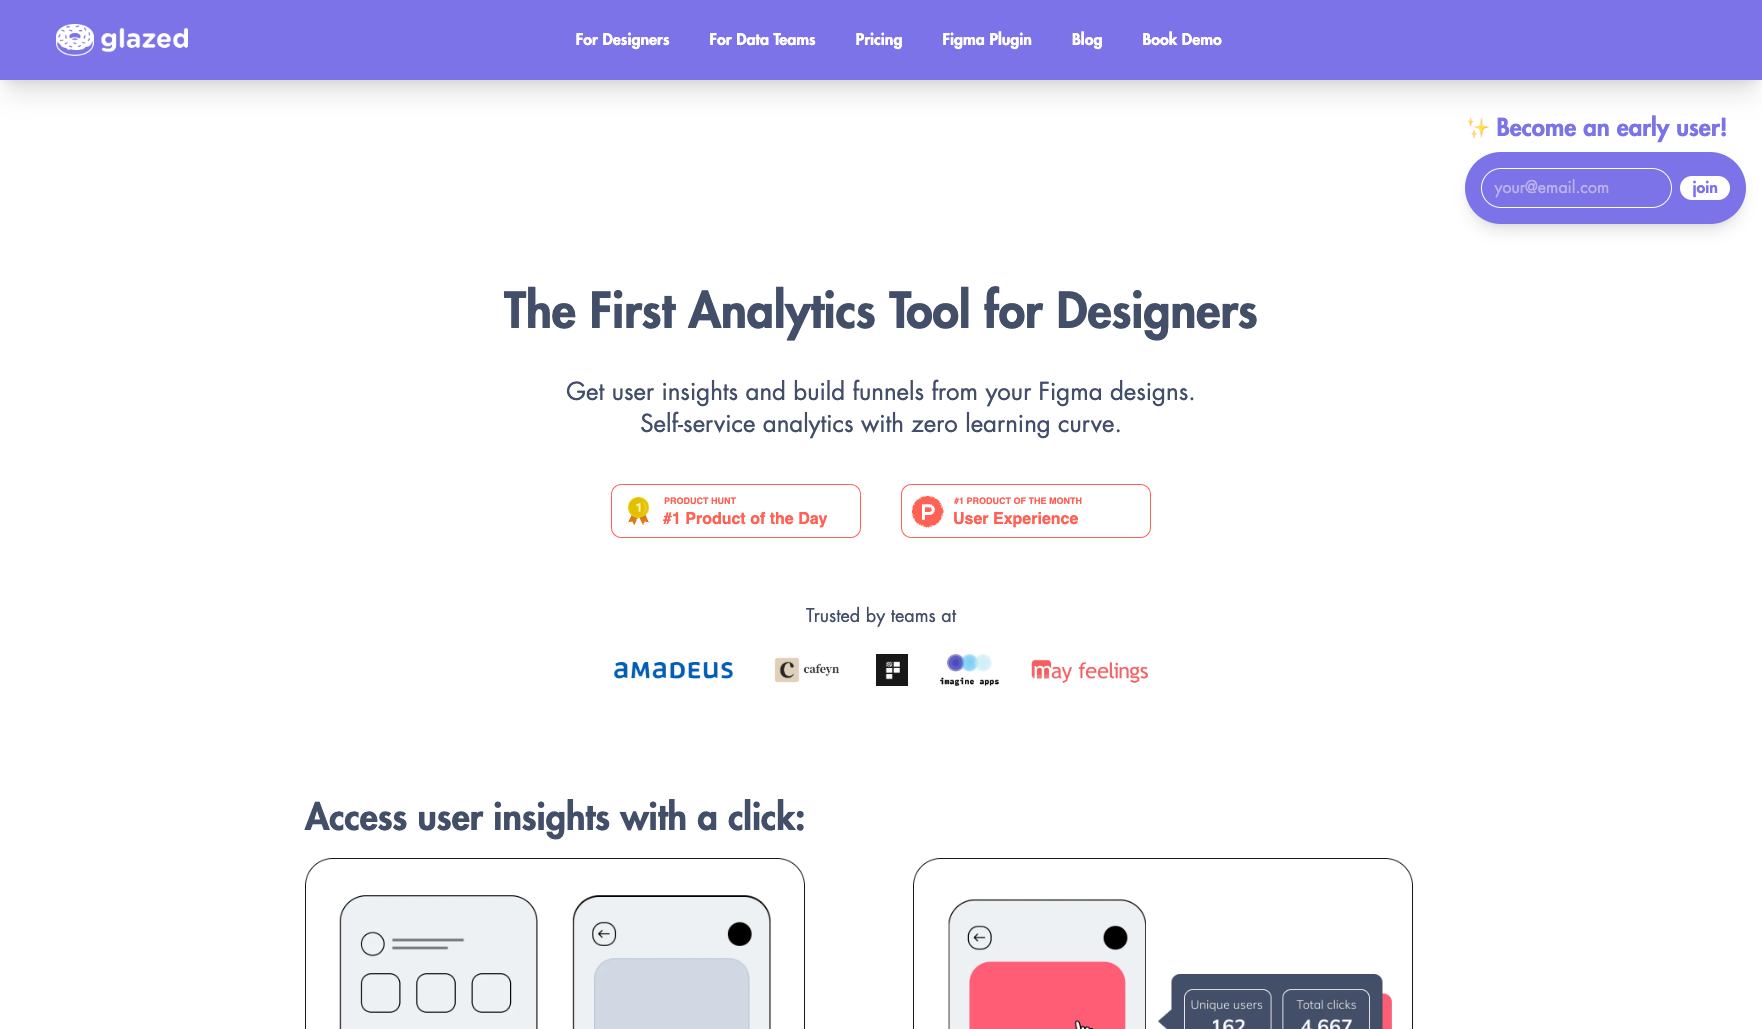 glazed
For Designers
For Data Teams
Pricing
Figma Plugin
Blog
Book Demo
✨ Become an early user!
your@email.com
join
The First Analytics Tool for Designers
Get user insights and build funnels from your Figma designs.
Self-service analytics with zero learning curve.
1
PRODUCT HUNT
#1 Product of the Day
P
#1 PRODUCT OF THE MONTH
User Experience
Trusted by teams at
amadeus
c cafeyn
imagine apps
may feelings
Access user insights with a click:
Unique users
162
Total clicks
4,667